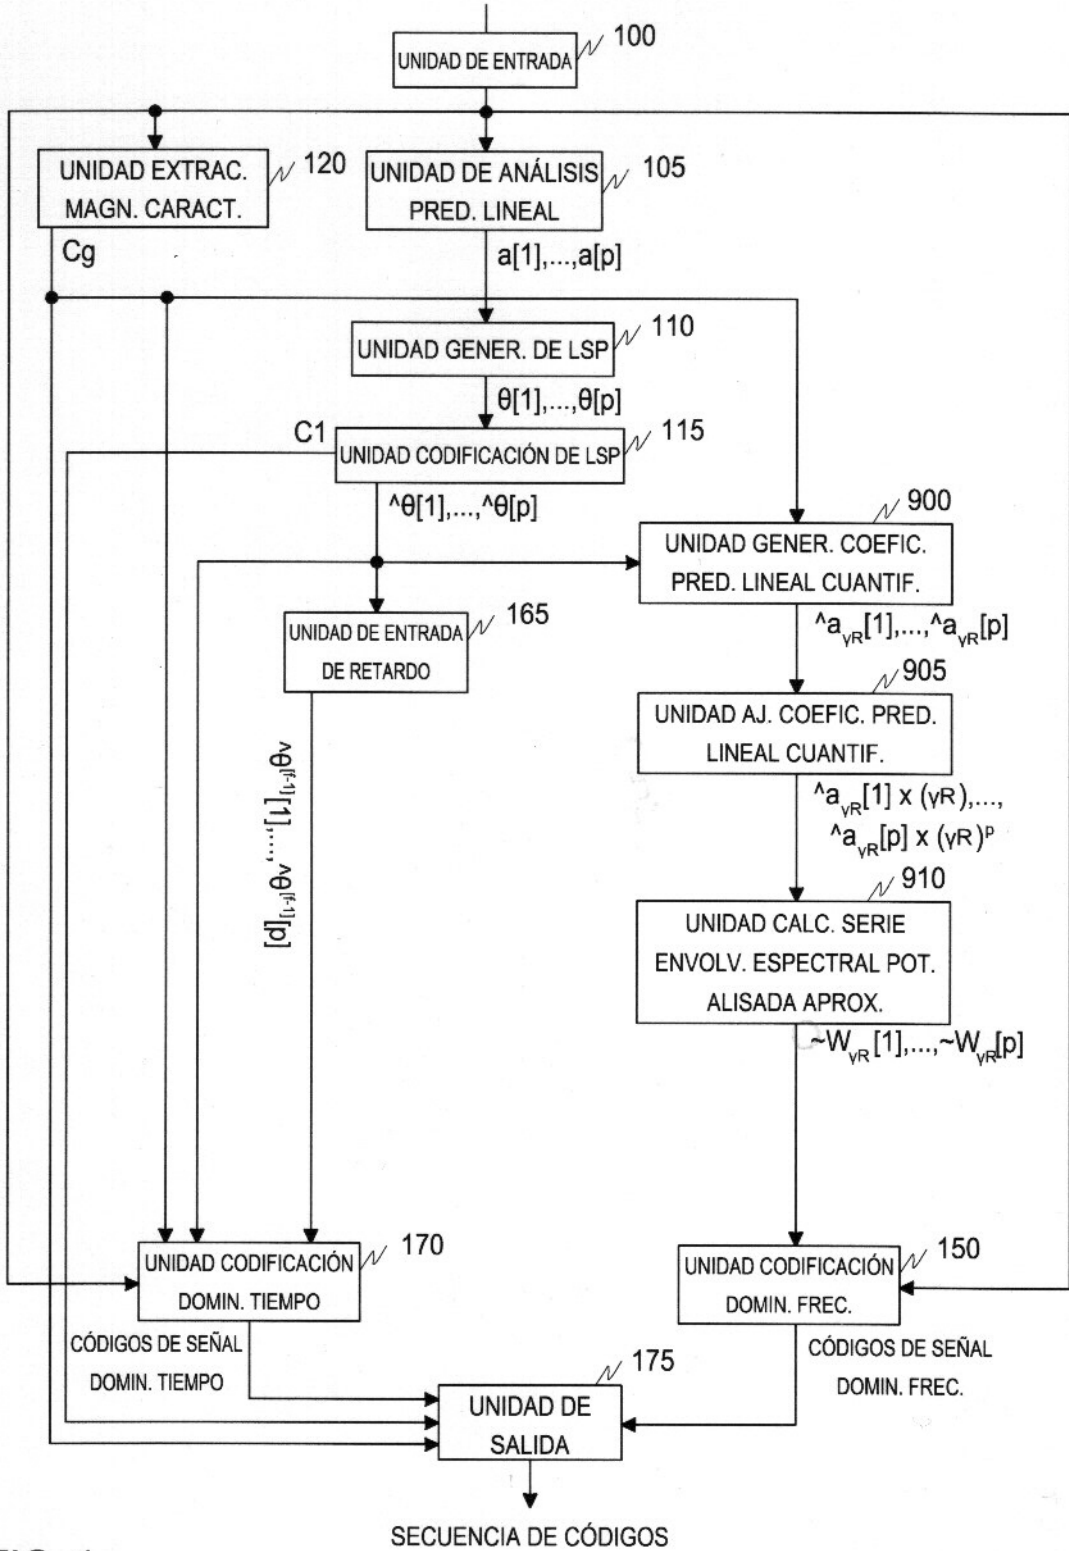 100
UNIDAD DE ENTRADA
120
UNIDAD EXTRAC.
MAGN. CARACT.
105
UNIDAD DE ANÁLISIS
PRED. LINEAL
Cg
a[1],...,a[p]
110
UNIDAD GENER. DE LSP
θ[1],...,θ[p]
C1
115
UNIDAD CODIFICACIÓN DE LSP
^θ[1],...,^θ[p]
900
UNIDAD GENER. COEFIC.
PRED. LINEAL CUANTIF.
^a_γR[1],...,^a_γR[p]
165
UNIDAD DE ENTRADA
DE RETARDO
905
UNIDAD AJ. COEFIC. PRED.
LINEAL CUANTIF.
^θ^[f-1][1],...,^θ^[f-1][p]
^a_γR[1] x (γR),...,
^a_γR[p] x (γR)^p
910
UNIDAD CALC. SERIE
ENVOLV. ESPECTRAL POT.
ALISADA APROX.
~W_γR[1],...,~W_γR[p]
170
UNIDAD CODIFICACIÓN
DOMIN. TIEMPO
150
UNIDAD CODIFICACIÓN
DOMIN. FREC.
CÓDIGOS DE SEÑAL
DOMIN. TIEMPO
CÓDIGOS DE SEÑAL
DOMIN. FREC.
175
UNIDAD DE
SALIDA
SECUENCIA DE CÓDIGOS